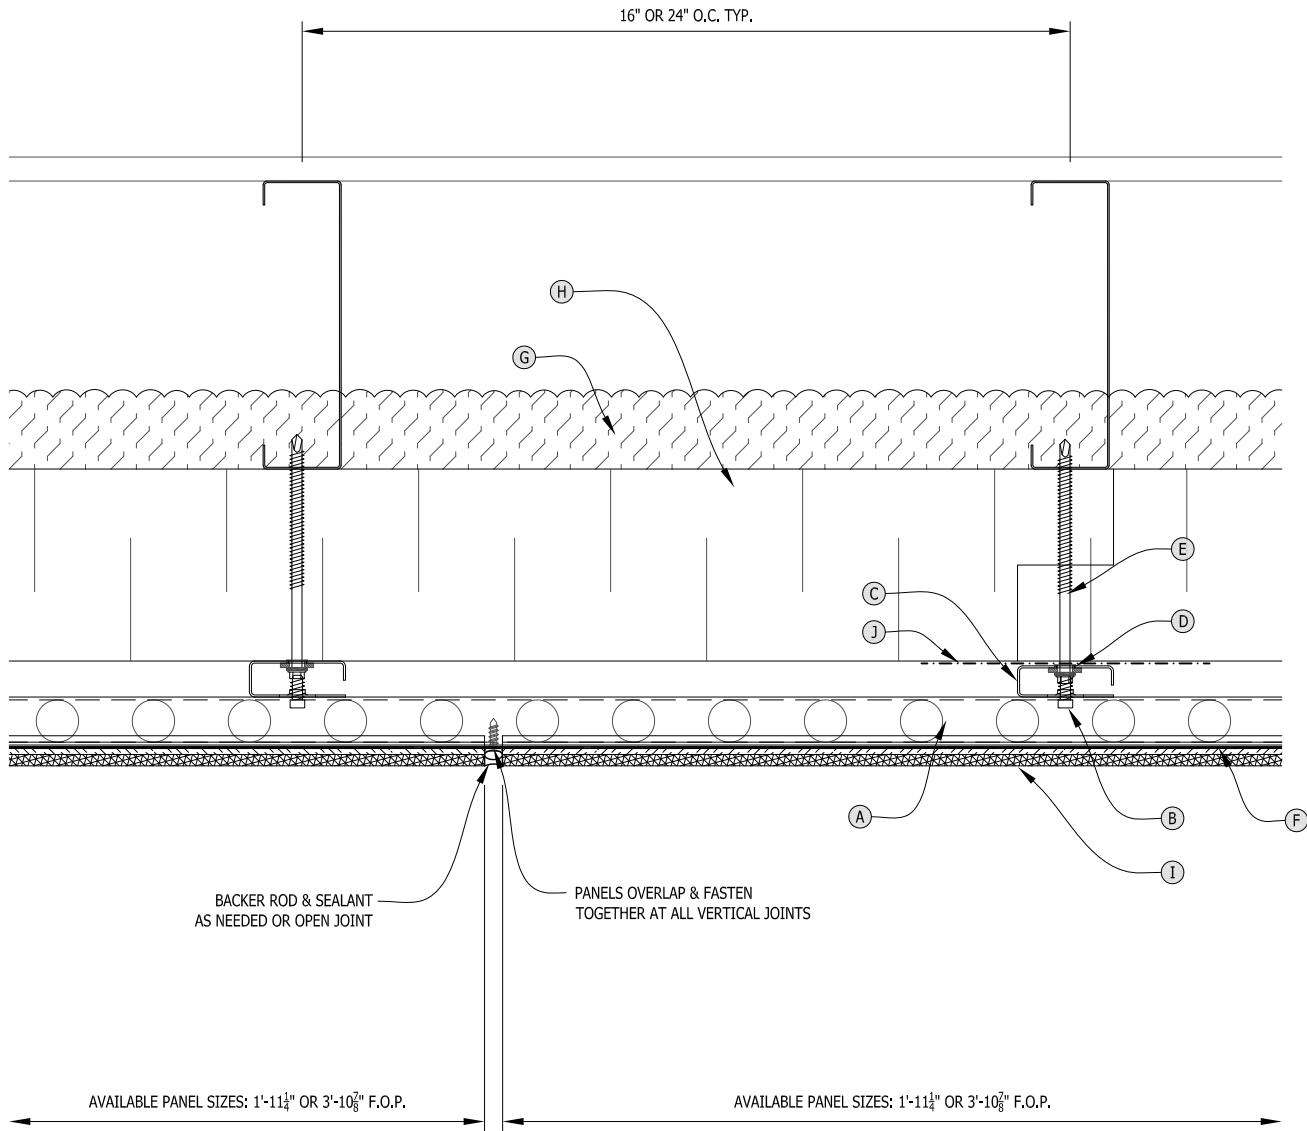 16" OR 24" O.C. TYP.
H
G
E
C
D
J
A
B
F
I
BACKER ROD & SEALANT
AS NEEDED OR OPEN JOINT
PANELS OVERLAP & FASTEN
TOGETHER AT ALL VERTICAL JOINTS
AVAILABLE PANEL SIZES: 1'-11¼" OR 3'-10⅞" F.O.P.
AVAILABLE PANEL SIZES: 1'-11¼" OR 3'-10⅞" F.O.P.